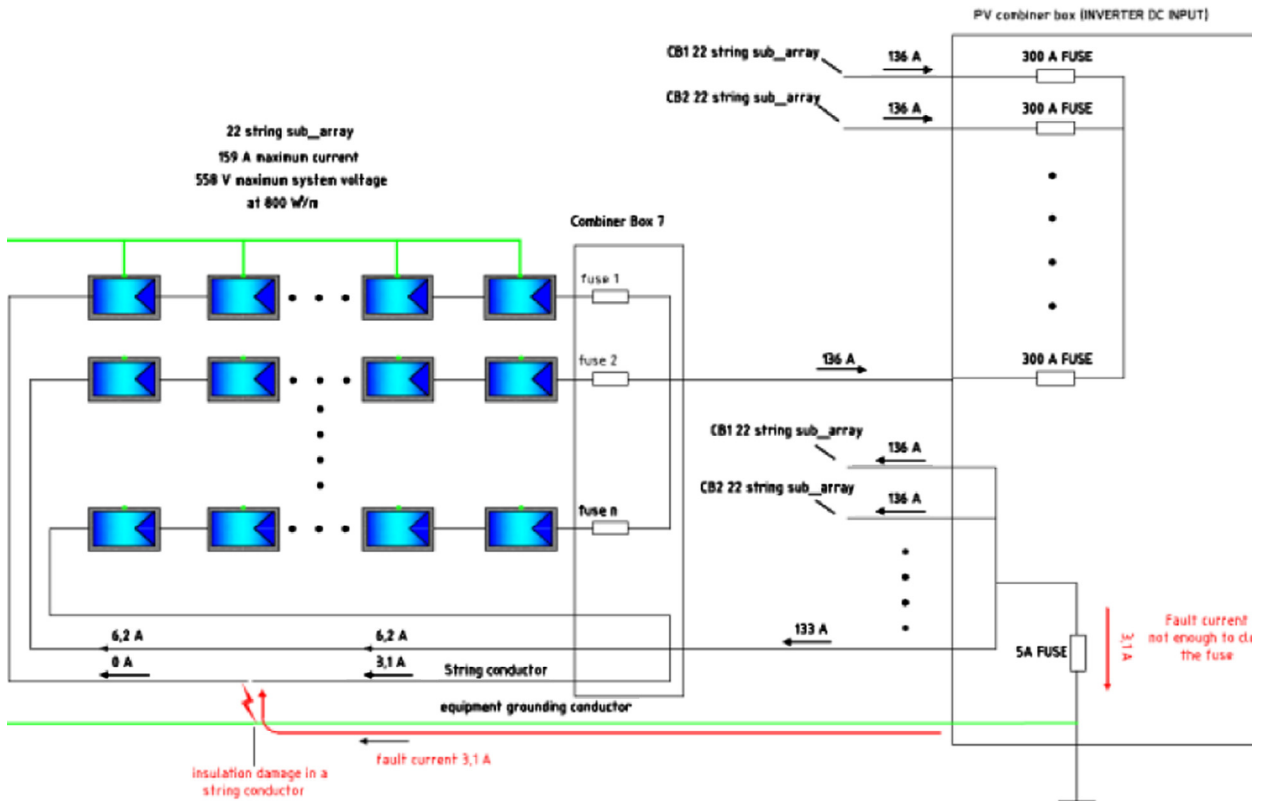 PV combiner box (INVERTER DC INPUT)
CB1 22 string sub_array
136 A
300 A FUSE
CB2 22 string sub_array
136 A
300 A FUSE
22 string sub_array
159 A maximum current
558 V maximum system voltage
at 800 W/n
Combiner Box 7
fuse 1
fuse 2
136 A
300 A FUSE
CB1 22 string sub_array
136 A
CB2 22 string sub_array
136 A
fuse n
6,2 A
6,2 A
133 A
0 A
3,1 A
String conductor
5A FUSE
3,1 A
Fault current
not enough to
the fuse
equipment grounding conductor
fault current 3,1 A
insulation damage in a
string conductor